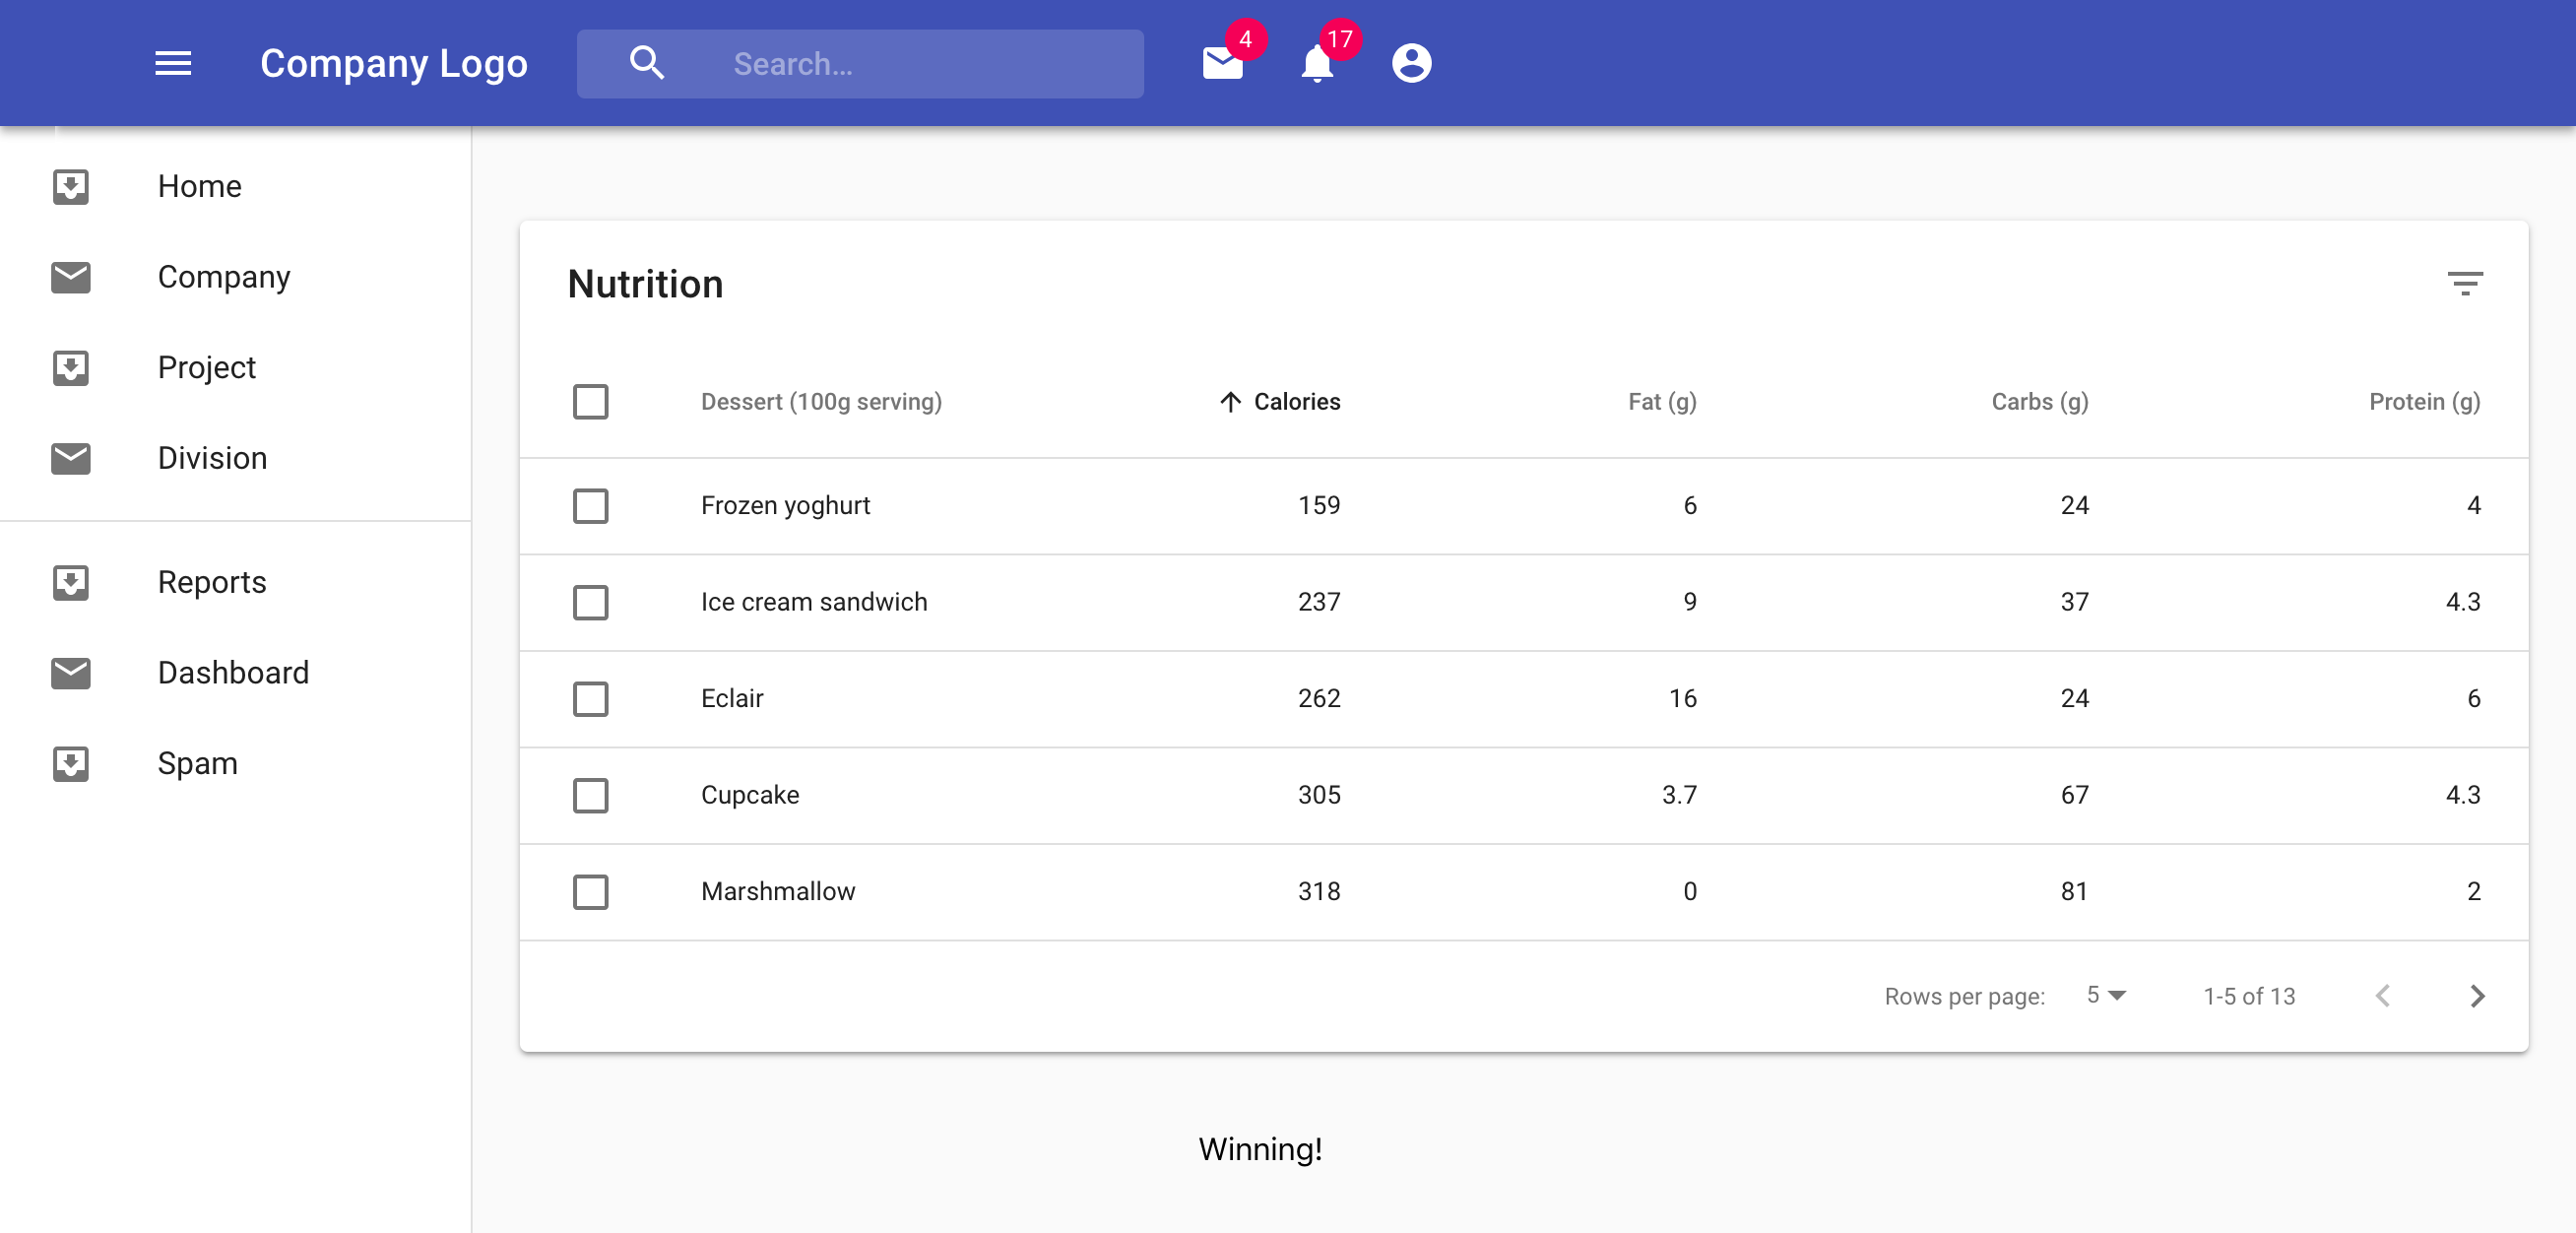 Company Logo Search... 4 17
Home
Company
Project
Division
Reports
Dashboard
Spam
Nutrition
Dessert (100g serving) Calories Fat (g) Carbs (g) Protein (g)
Frozen yoghurt 159 6 24 4
Ice cream sandwich 237 9 37 4.3
Eclair 262 16 24 6
Cupcake 305 3.7 67 4.3
Marshmallow 318 0 81 2
Rows per page: 5 1-5 of 13
Winning!